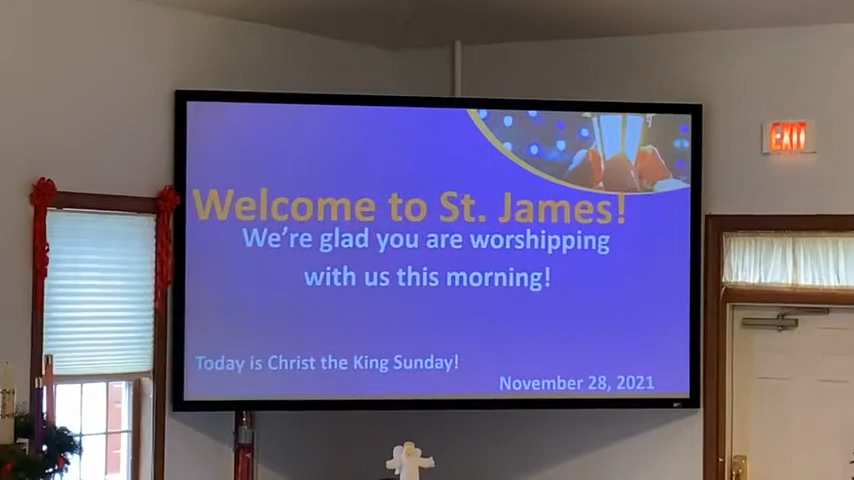 Welcome to St. James!
We're glad you are worshipping
with us this morning!
Today is Christ the King Sunday!
November 28, 2021
EXIT